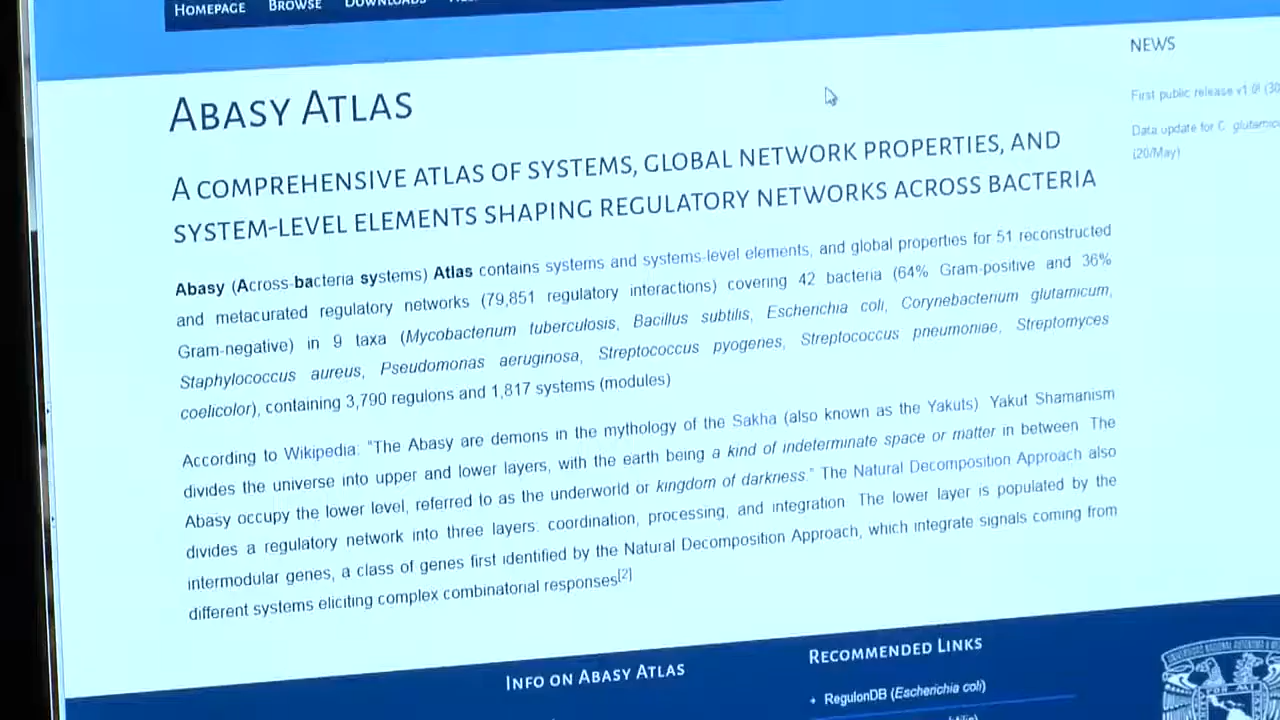 HOMEPAGE BROWSE DOWNLOADS
NEWS
First public release v1.0! (30
Data update for C. glutamic
(20/May)
ABASY ATLAS
A COMPREHENSIVE ATLAS OF SYSTEMS, GLOBAL NETWORK PROPERTIES, AND
SYSTEM-LEVEL ELEMENTS SHAPING REGULATORY NETWORKS ACROSS BACTERIA
Abasy (Across-bacteria systems) Atlas contains systems and systems-level elements, and global properties for 51 reconstructed
and metacurated regulatory networks (79,851 regulatory interactions) covering 42 bacteria (64% Gram-positive and 36%
Gram-negative) in 9 taxa (Mycobacterium tuberculosis, Bacillus subtilis, Escherichia coli, Corynebacterium glutamicum,
Staphylococcus aureus, Pseudomonas aeruginosa, Streptococcus pyogenes, Streptococcus pneumoniae, Streptomyces
coelicolor), containing 3,790 regulons and 1,817 systems (modules)
According to Wikipedia: "The Abasy are demons in the mythology of the Sakha (also known as the Yakuts). Yakut Shamanism
divides the universe into upper and lower layers, with the earth being a kind of indeterminate space or matter in between. The
Abasy occupy the lower level, referred to as the underworld or kingdom of darkness." The Natural Decomposition Approach also
divides a regulatory network into three layers: coordination, processing, and integration. The lower layer is populated by the
intermodular genes, a class of genes first identified by the Natural Decomposition Approach, which integrate signals coming from
different systems eliciting complex combinatorial responses[2]
INFO ON ABASY ATLAS
RECOMMENDED LINKS
RegulonDB (Escherichia coli)